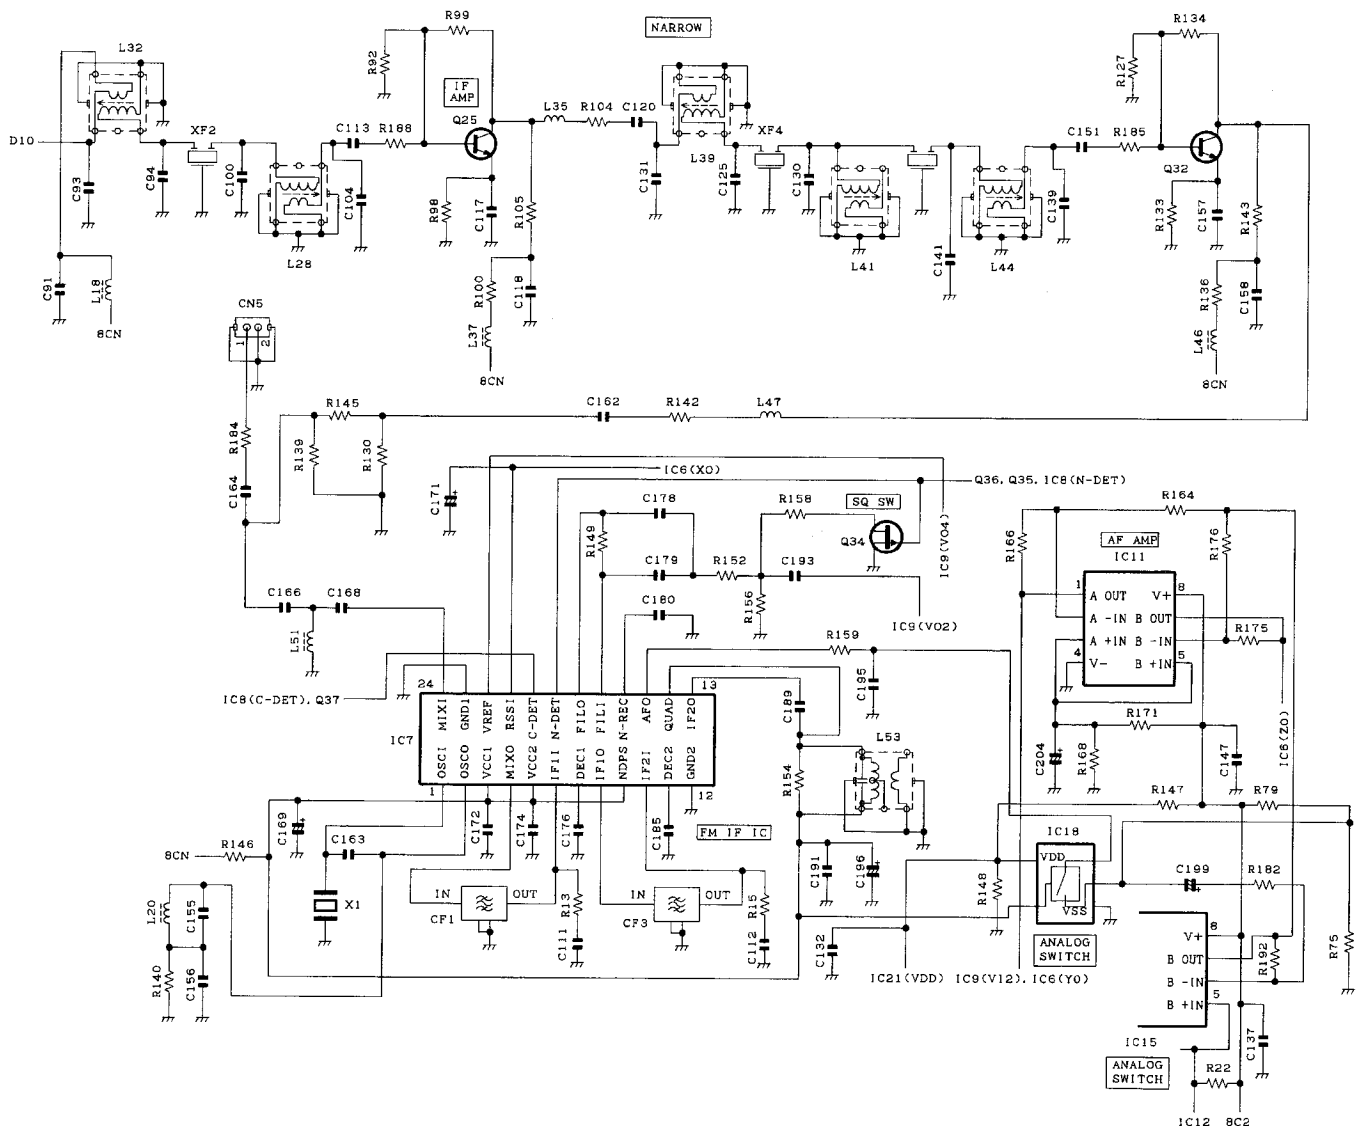 R99
R134
NARROW
L32
R92
IF
AMP
R127
Q25
L35 R104 C120
D10
XF2
C113 R188
L39
XF4
C151 R185
Q32
C93
C94
C100
C104
R98
C117
R105
C131
C125
C130
C139
R133
C157
R143
L28
L41
C141
L44
C91
L18
8CN
CN5
1 2
R100
C118
L37
8CN
R136
C158
L46
8CN
R184
R145
C162
R142
L47
R139
R130
C164
C171
+
IC6(XO)
Q36, Q35, IC8(N-DET)
C178
R158
SQ SW
Q34
R149
C179
R152
C193
R156
C180
IC9(VO4)
IC9(VO2)
R164
R166
R176
AF AMP
IC11
1
8
A OUT
V+
A -IN
B OUT
A +IN
B -IN
4
5
V-
B +IN
R175
C166
C168
L51
R159
C195
IC8(C-DET), Q37
24
13
IC7
MIXI
GND1
VREF
RSSI
C-DET
N-DET
FILO
FILI
N-REC
AFO
QUAD
IF2O
OSCI
OSCO
VCC1
MIXO
VCC2
IF1I
DEC1
IF1O
NDPS
IF2I
DEC2
GND2
1
12
C189
L53
R154
R171
C204
+
R168
C147
IC6(ZO)
R147
R79
C169
+
C172
C174
C176
C185
FM IF IC
8CN
R146
C163
X1
IN
OUT
CF1
R13
C111
IN
OUT
CF3
R15
C112
C191
C196
+
R148
IC18
VDD
VSS
ANALOG
SWITCH
C199
+
R182
L20
C155
R140
C156
C132
IC21(VDD) IC9(VI2), IC6(YO)
8
V+
B OUT
B -IN
5
B +IN
R192
R75
IC15
ANALOG
SWITCH
C137
R22
IC12
8C2